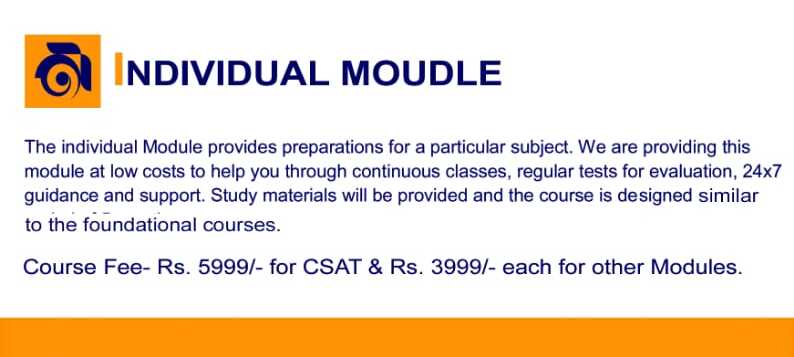 INDIVIDUAL MOUDLE
The individual Module provides preparations for a particular subject. We are providing this
module at low costs to help you through continuous classes, regular tests for evaluation, 24x7
guidance and support. Study materials will be provided and the course is designed similar
to the foundational courses.
Course Fee- Rs. 5999/- for CSAT & Rs. 3999/- each for other Modules.